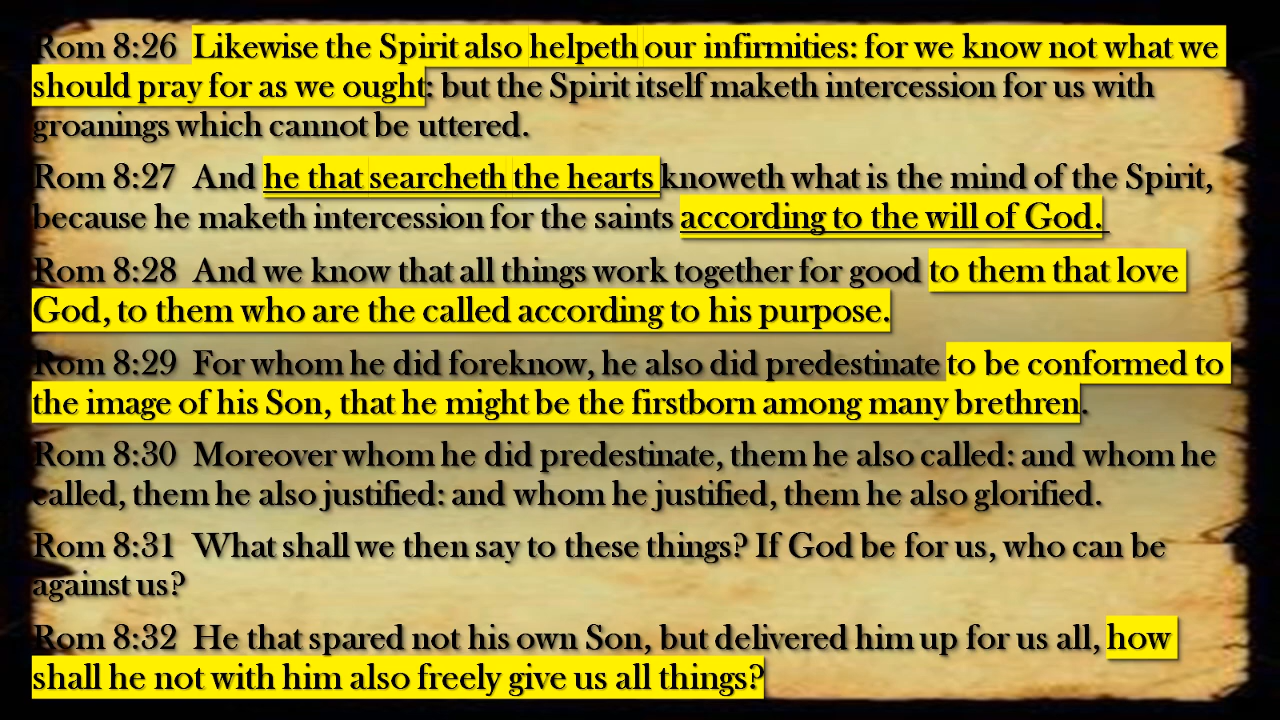 Rom 8:26  Likewise the Spirit also helpeth our infirmities: for we know not what we
should pray for as we ought: but the Spirit itself maketh intercession for us with
groanings which cannot be uttered.
Rom 8:27  And he that searcheth the hearts knoweth what is the mind of the Spirit,
because he maketh intercession for the saints according to the will of God.
Rom 8:28  And we know that all things work together for good to them that love
God, to them who are the called according to his purpose.
Rom 8:29  For whom he did foreknow, he also did predestinate to be conformed to
the image of his Son, that he might be the firstborn among many brethren.
Rom 8:30  Moreover whom he did predestinate, them he also called: and whom he
called, them he also justified: and whom he justified, them he also glorified.
Rom 8:31  What shall we then say to these things? If God be for us, who can be
against us?
Rom 8:32  He that spared not his own Son, but delivered him up for us all, how
shall he not with him also freely give us all things?